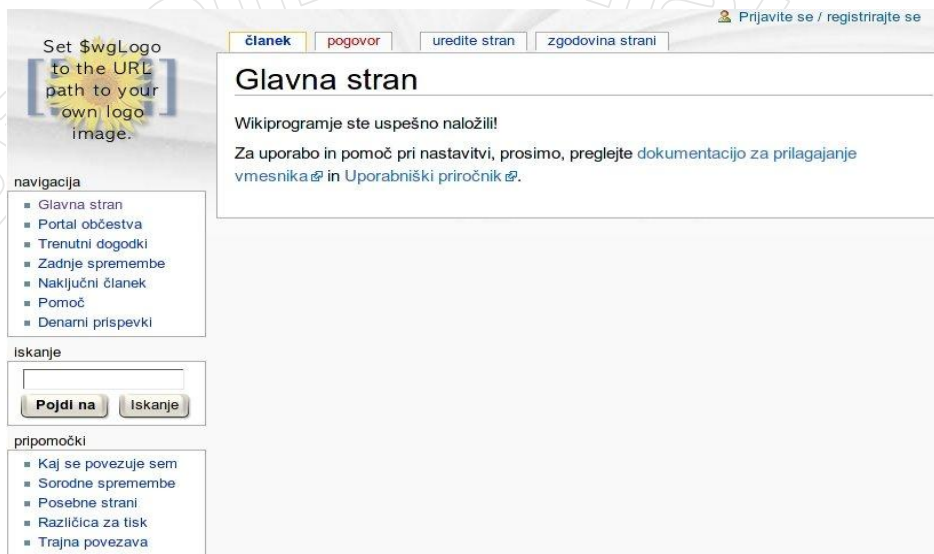 Prijavite se / registrirajte se
Set $wgLogo
to the URL
path to your
own logo
image.
članek pogovor uredite stran zgodovina strani
Glavna stran
Wikiprogramje ste uspešno naložili!
Za uporabo in pomoč pri nastavitvi, prosimo, preglejte dokumentacijo za prilagajanje
vmesnika in Uporabniški priročnik.
navigacija
Glavna stran
Portal občestva
Trenutni dogodki
Zadnje spremembe
Naključni članek
Pomoč
Denarni prispevki
iskanje
Pojdi na Iskanje
pripomočki
Kaj se povezuje sem
Sorodne spremembe
Posebne strani
Različica za tisk
Trajna povezava